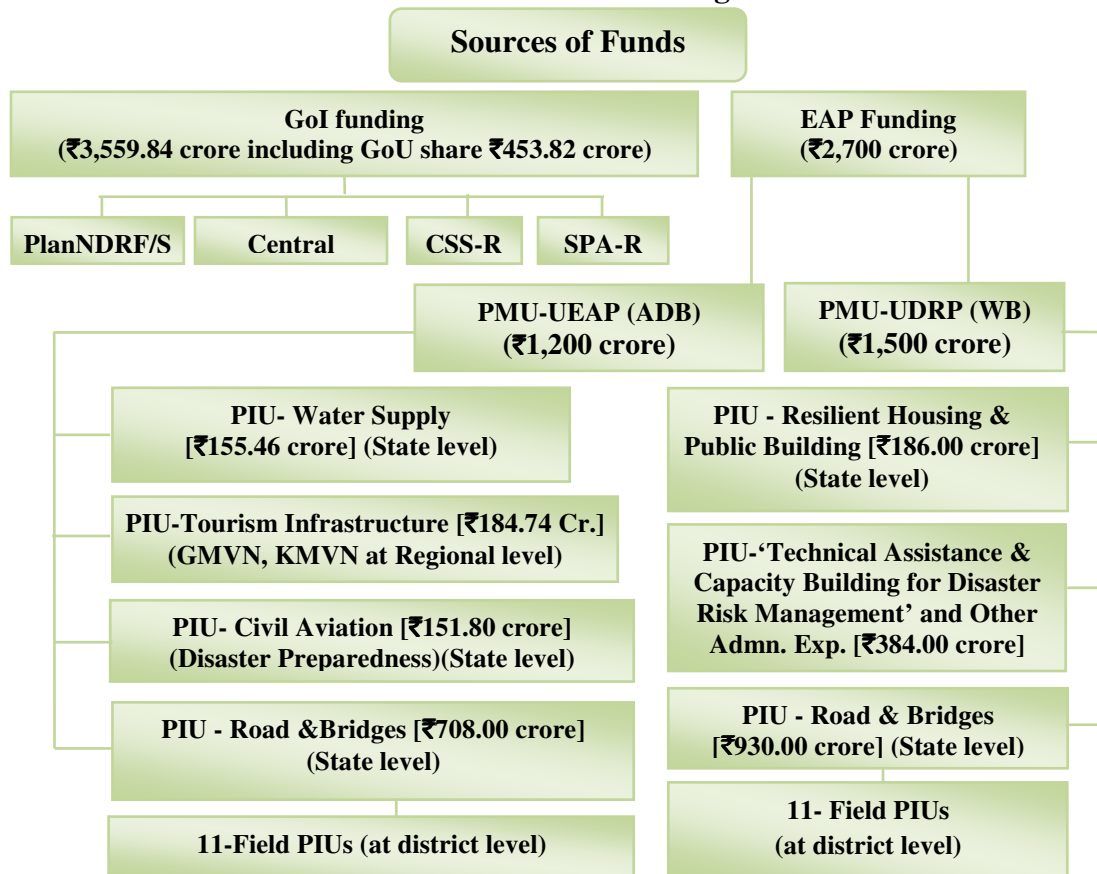 Sources of Funds
GoI funding
(₹3,559.84 crore including GoU share ₹453.82 crore)
EAP Funding
(₹2,700 crore)
PlanNDRF/S
Central
CSS-R
SPA-R
PMU-UEAP (ADB)
(₹1,200 crore)
PMU-UDRP (WB)
(₹1,500 crore)
PIU- Water Supply
[₹155.46 crore] (State level)
PIU-Tourism Infrastructure [₹184.74 Cr.]
(GMVN, KMVN at Regional level)
PIU- Civil Aviation [₹151.80 crore]
(Disaster Preparedness)(State level)
PIU - Road &Bridges [₹708.00 crore]
(State level)
11-Field PIUs (at district level)
PIU - Resilient Housing &
Public Building [₹186.00 crore]
(State level)
PIU-‘Technical Assistance &
Capacity Building for Disaster
Risk Management’ and Other
Admn. Exp. [₹384.00 crore]
PIU - Road & Bridges
[₹930.00 crore] (State level)
11- Field PIUs
(at district level)